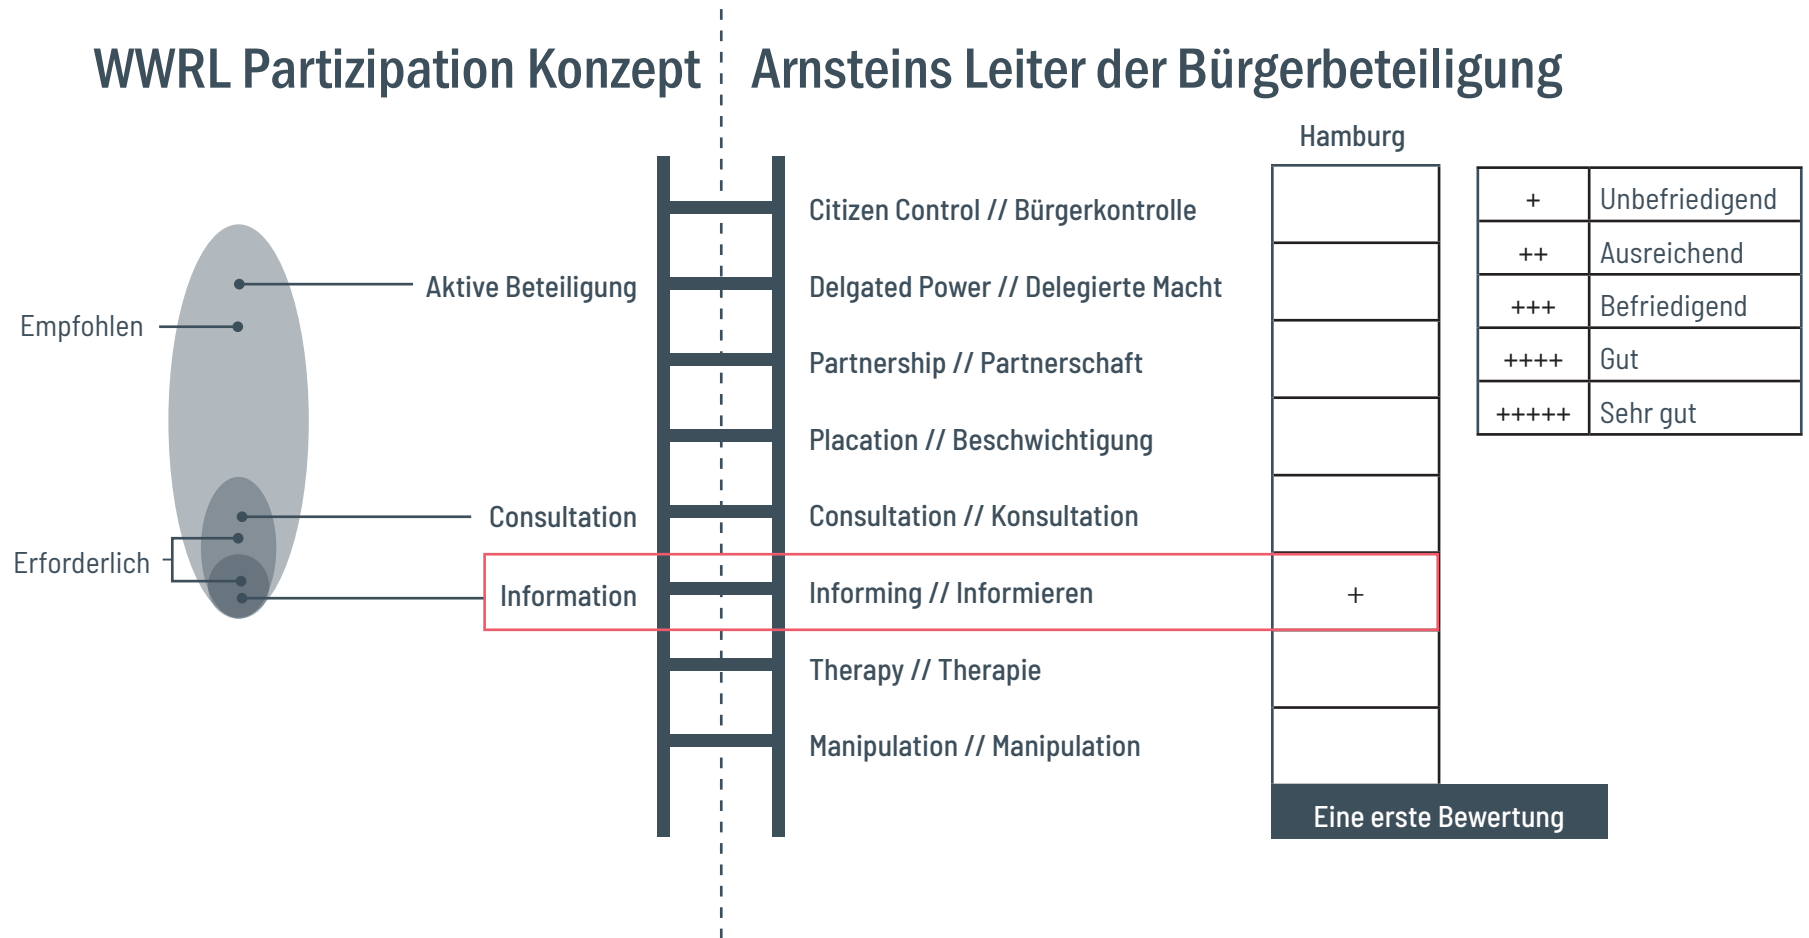 WWRL Partizipation Konzept
Arnsteins Leiter der Bürgerbeteiligung
Empfohlen
Erforderlich
Aktive Beteiligung
Consultation
Information
Citizen Control // Bürgerkontrolle
Delgated Power // Delegierte Macht
Partnership // Partnerschaft
Placation // Beschwichtigung
Consultation // Konsultation
Informing // Informieren
Therapy // Therapie
Manipulation // Manipulation
Hamburg
+
Eine erste Bewertung
+ Unbefriedigend
++ Ausreichend
+++ Befriedigend
++++ Gut
+++++ Sehr gut